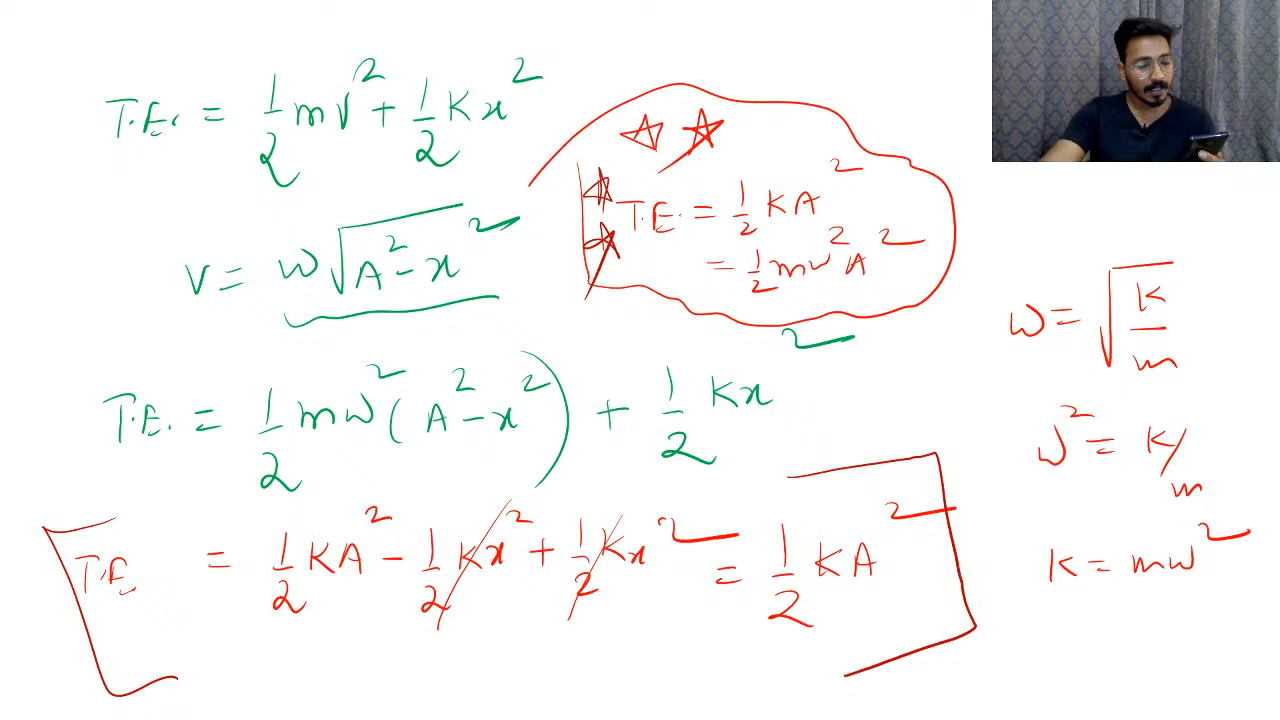 T.E. = 1/2 mv² + 1/2 Kx²
T.E. = 1/2 KA²
= 1/2 mω²A²
v = ω√(A² - x²)
ω = √(K/m)
T.E. = 1/2 mω² (A² - x²) + 1/2 Kx²
ω² = K/m
T.E = 1/2 KA² - 1/2 Kx² + 1/2 Kx² = 1/2 KA²
K = mω²